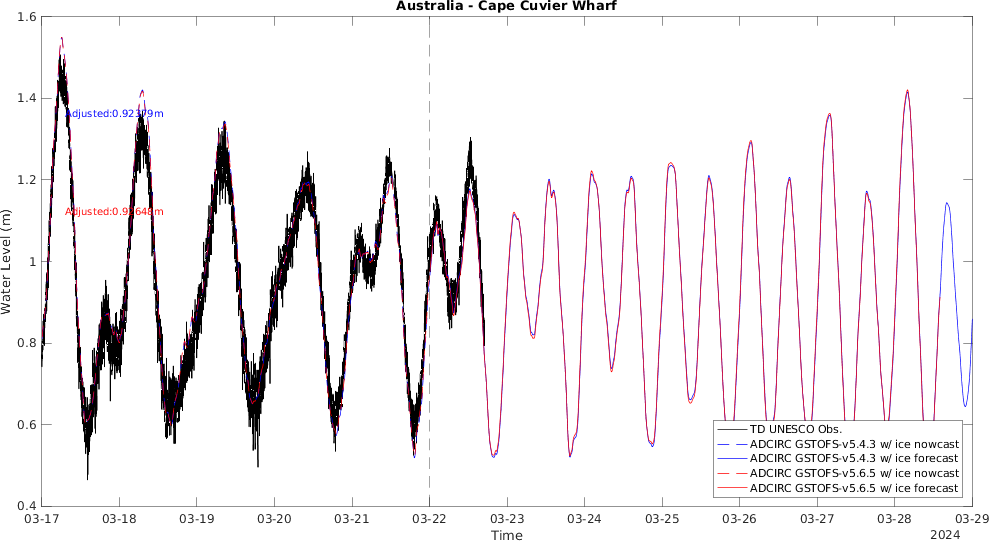 Australia - Cape Cuvier Wharf
1.6
1.4
1.2
1
0.8
0.6
0.4
Water Level (m)
Adjusted:0.92379m
TD UNESCO Obs.
ADCIRC GSTOFS-v5.4.3 w/ ice nowcast
ADCIRC GSTOFS-v5.4.3 w/ ice forecast
ADCIRC GSTOFS-v5.6.5 w/ ice nowcast
ADCIRC GSTOFS-v5.6.5 w/ ice forecast
03-17 03-18 03-19 03-20 03-21 03-22 03-23 03-24 03-25 03-26 03-27 03-28 03-29
Time
2024